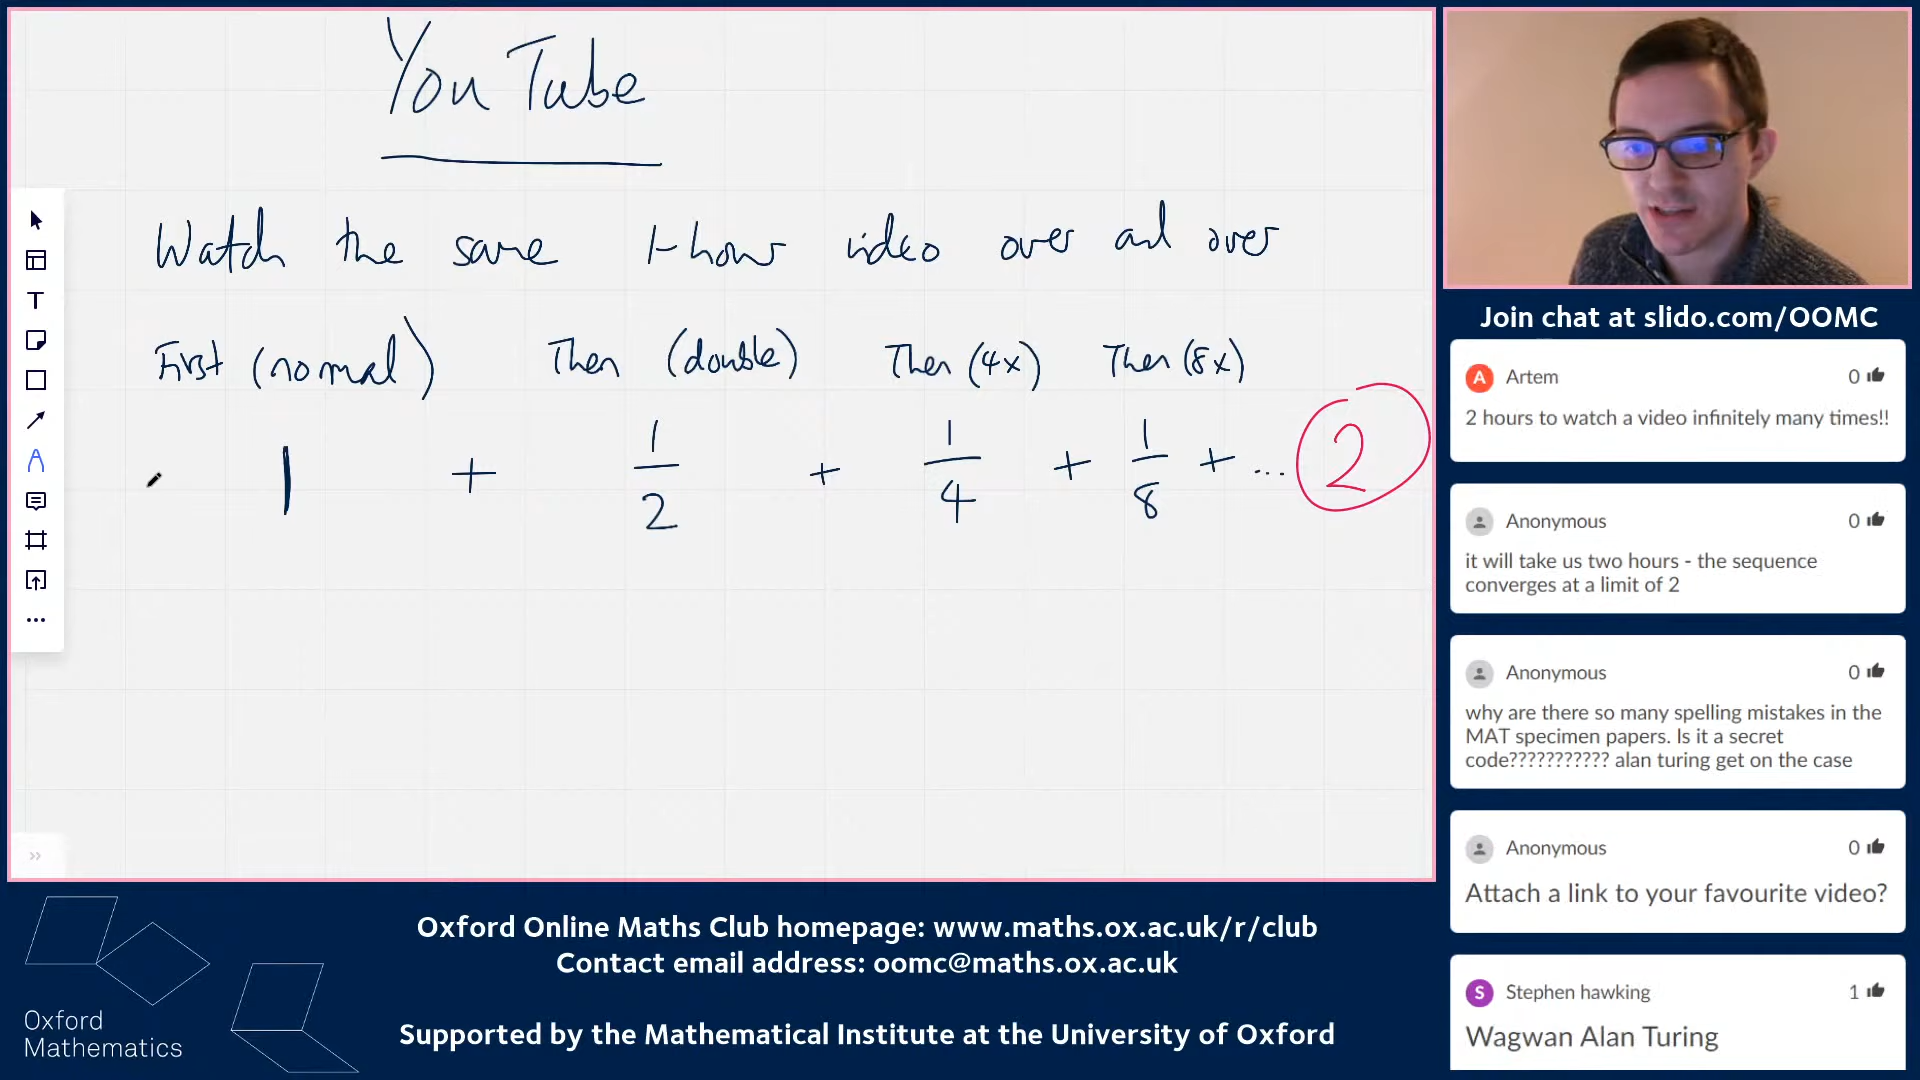 YouTube
Watch the same 1-hour video over and over
First (normal) Then (double) Then (4x) Then (8x)
1 + 1/2 + 1/4 + 1/8 + ... 2
Join chat at slido.com/OOMC
A Artem 0
2 hours to watch a video infinitely many times!!
Anonymous 0
it will take us two hours - the sequence
converges at a limit of 2
Anonymous 0
why are there so many spelling mistakes in the
MAT specimen papers. Is it a secret
code??????????? alan turing get on the case
Anonymous 0
Attach a link to your favourite video?
S Stephen hawking 1
Wagwan Alan Turing
Oxford Online Maths Club homepage: www.maths.ox.ac.uk/r/club
Contact email address: oomc@maths.ox.ac.uk
Supported by the Mathematical Institute at the University of Oxford
Oxford
Mathematics